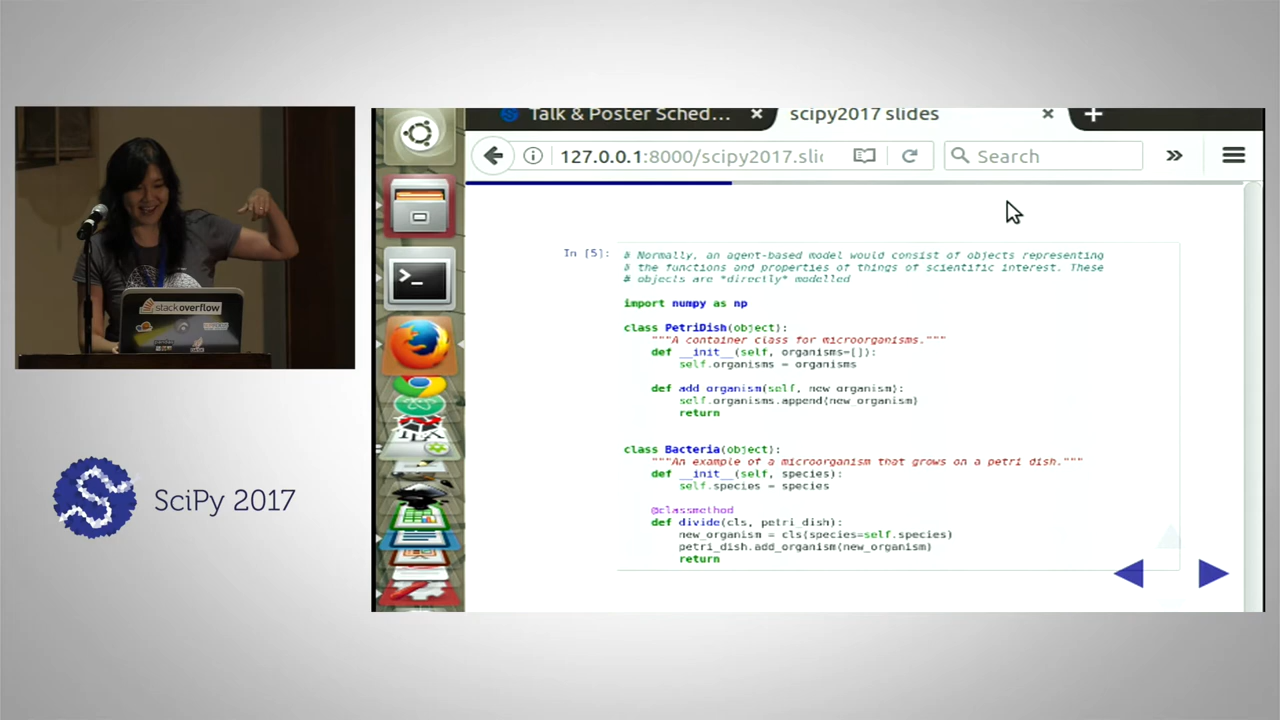 Talk & Poster Sched...
scipy2017 slides
127.0.0.1:8000/scipy2017.slic
Search
In [5]:
# Normally, an agent-based model would consist of objects representing
# the functions and properties of things of scientific interest. These
# objects are *directly* modelled
import numpy as np
class PetriDish(object):
"""A container class for microorganisms."""
def __init__(self, organisms=[]):
self.organisms = organisms
def add_organism(self, new_organism):
self.organisms.append(new_organism)
return
class Bacteria(object):
"""An example of a microorganism that grows on a petri dish."""
def __init__(self, species):
self.species = species
@classmethod
def divide(cls, petri_dish):
new_organism = cls(species=self.species)
petri_dish.add_organism(new_organism)
return
stackoverflow
SciPy 2017